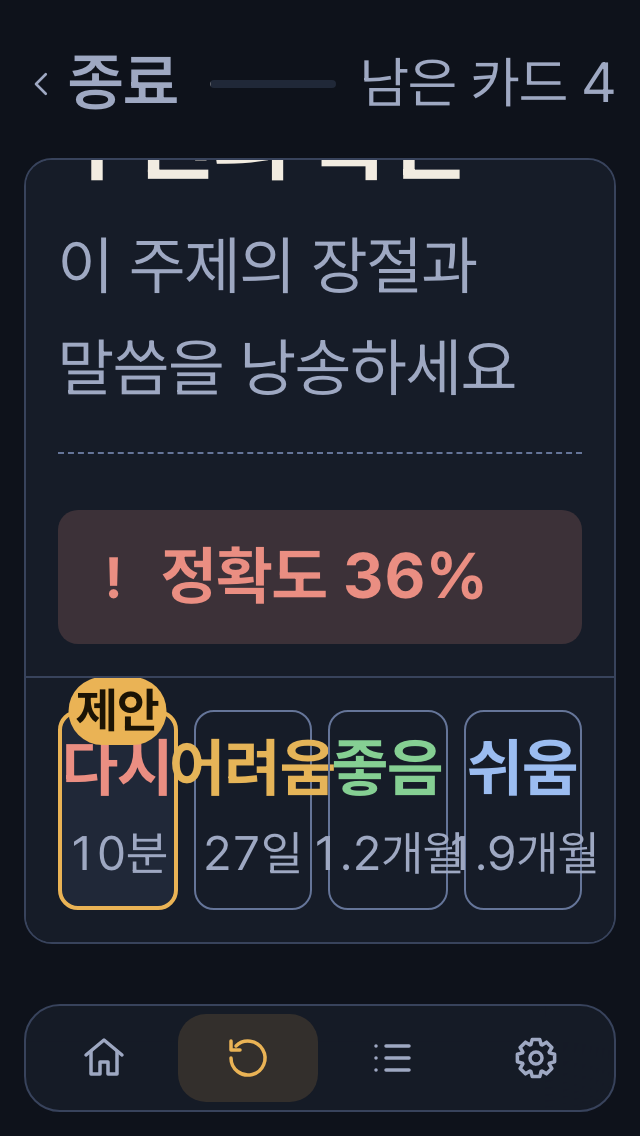 종료
남은 카드 4
이 주제의 장절과
말씀을 낭송하세요
! 정확도 36%
제안
다시 어려움 좋음 쉬움
10분 27일 1.2개월 1.9개월